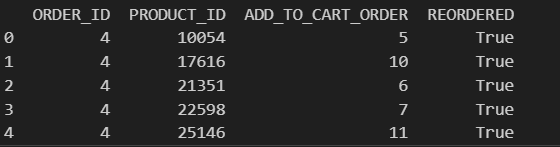 ORDER_ID PRODUCT_ID ADD_TO_CART_ORDER REORDERED
0 4 10054 5 True
1 4 17616 10 True
2 4 21351 6 True
3 4 22598 7 True
4 4 25146 11 True